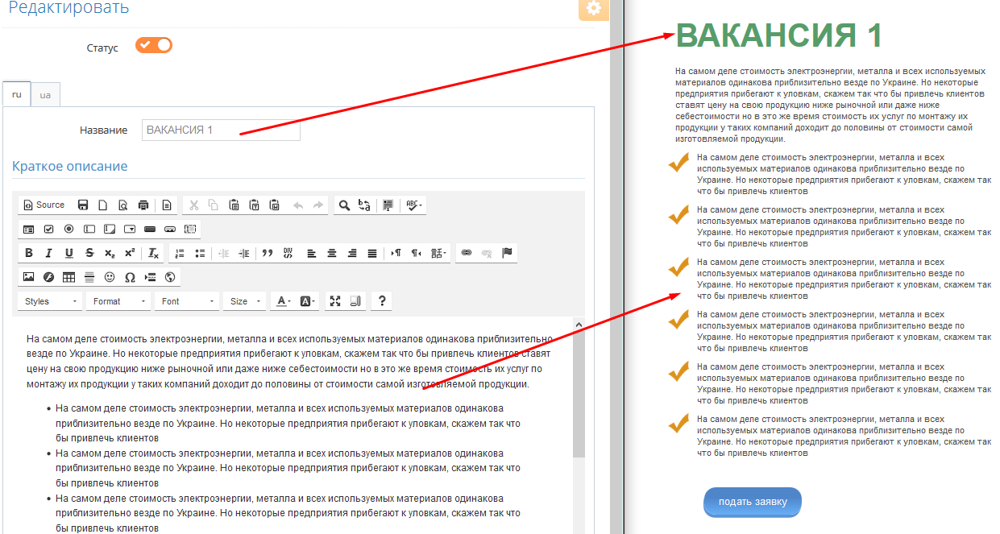 Редактировать
Статус
ru
ua
Название
ВАКАНСИЯ 1
Краткое описание
Source
ABC
B I U S x₂ x² Tx
DIV
Styles Format Font Size A A ?
На самом деле стоимость электроэнергии, металла и всех используемых материалов одинакова приблизительно
везде по Украине. Но некоторые предприятия прибегают к уловкам, скажем так что бы привлечь клиентов ставят
цену на свою продукцию ниже рыночной или даже ниже себестоимости но в это же время стоимость их услуг по
монтажу их продукции у таких компаний доходит до половины от стоимости самой изготовляемой продукции.
На самом деле стоимость электроэнергии, металла и всех используемых материалов одинакова
приблизительно везде по Украине. Но некоторые предприятия прибегают к уловкам, скажем так что
бы привлечь клиентов
На самом деле стоимость электроэнергии, металла и всех используемых материалов одинакова
приблизительно везде по Украине. Но некоторые предприятия прибегают к уловкам, скажем так что
бы привлечь клиентов
На самом деле стоимость электроэнергии, металла и всех используемых материалов одинакова
приблизительно везде по Украине. Но некоторые предприятия прибегают к уловкам, скажем так что
бы привлечь клиентов
ВАКАНСИЯ 1
На самом деле стоимость электроэнергии, металла и всех используемых
материалов одинакова приблизительно везде по Украине. Но некоторые
предприятия прибегают к уловкам, скажем так что бы привлечь клиентов
ставят цену на свою продукцию ниже рыночной или даже ниже
себестоимости но в это же время стоимость их услуг по монтажу их
продукции у таких компаний доходит до половины от стоимости самой
изготовляемой продукции.
На самом деле стоимость электроэнергии, металла и всех
используемых материалов одинакова приблизительно везде по
Украине. Но некоторые предприятия прибегают к уловкам, скажем так
что бы привлечь клиентов
На самом деле стоимость электроэнергии, металла и всех
используемых материалов одинакова приблизительно везде по
Украине. Но некоторые предприятия прибегают к уловкам, скажем так
что бы привлечь клиентов
На самом деле стоимость электроэнергии, металла и всех
используемых материалов одинакова приблизительно везде по
Украине. Но некоторые предприятия прибегают к уловкам, скажем так
что бы привлечь клиентов
На самом деле стоимость электроэнергии, металла и всех
используемых материалов одинакова приблизительно везде по
Украине. Но некоторые предприятия прибегают к уловкам, скажем так
что бы привлечь клиентов
На самом деле стоимость электроэнергии, металла и всех
используемых материалов одинакова приблизительно везде по
Украине. Но некоторые предприятия прибегают к уловкам, скажем так
что бы привлечь клиентов
На самом деле стоимость электроэнергии, металла и всех
используемых материалов одинакова приблизительно везде по
Украине. Но некоторые предприятия прибегают к уловкам, скажем так
что бы привлечь клиентов
подать заявку